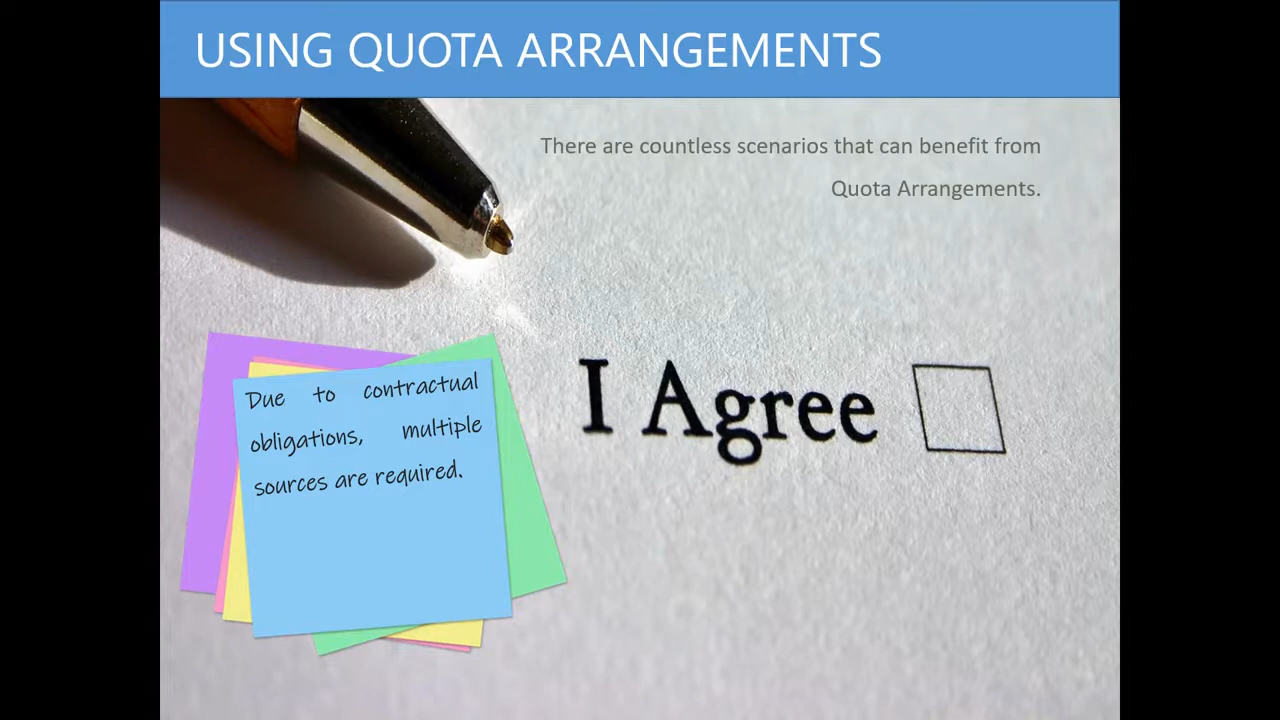 USING QUOTA ARRANGEMENTS
There are countless scenarios that can benefit from
Quota Arrangements.
I Agree
Due to contractual
obligations, multiple
sources are required.